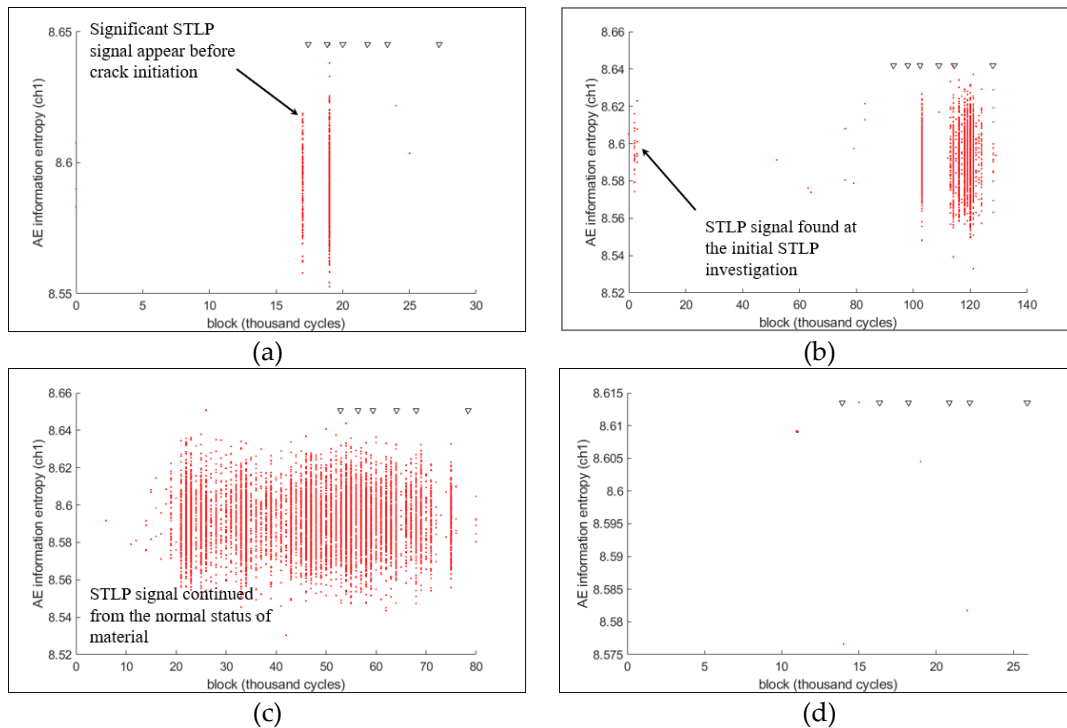 Significant STLP
signal appear before
crack initiation
8.65
8.6
8.55
AE information entropy (ch1)
0 5 10 15 20 25 30
block (thousand cycles)
(a)
8.66
8.64
8.62
8.6
8.58
8.56
8.54
8.52
AE information entropy (ch1)
STLP signal found at
the initial STLP
investigation
0 20 40 60 80 100 120 140
block (thousand cycles)
(b)
8.66
8.64
8.62
8.6
8.58
8.56
8.54
8.52
AE information entropy (ch1)
STLP signal continued
from the normal status of
material
0 10 20 30 40 50 60 70 80
block (thousand cycles)
(c)
8.615
8.61
8.605
8.6
8.595
8.59
8.585
8.58
8.575
AE information entropy (ch1)
0 5 10 15 20 25
block (thousand cycles)
(d)